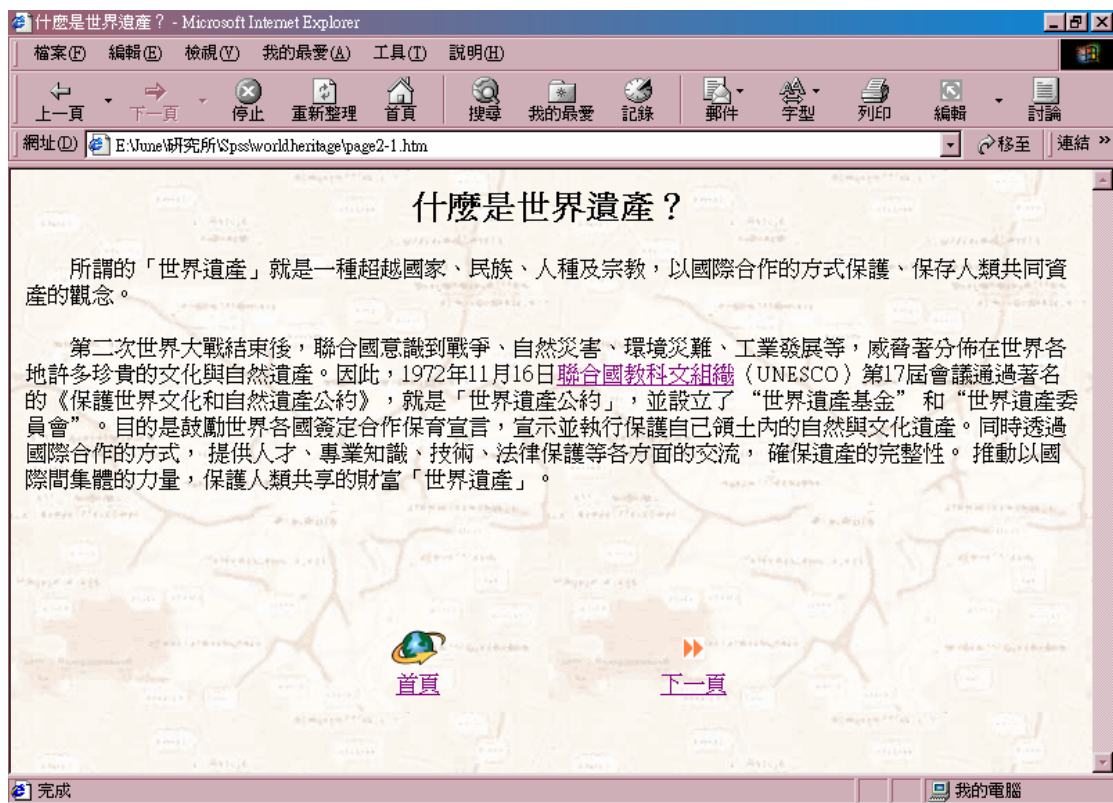 什麼是世界遺產? - Microsoft Internet Explorer
檔案(F) 編輯(E) 檢視(V) 我的最愛(A) 工具(T) 說明(H)
上一頁 下一頁 停止 重新整理 首頁 搜尋 我的最愛 記錄 郵件 字型 列印 編輯 討論
網址(D) E:\June\研究所\Spss\world.heritage\page2-1.htm 移至 連結 »
什麼是世界遺產?
所謂的「世界遺產」就是一種超越國家、民族、人種及宗教,以國際合作的方式保護、保存人類共同資
產的觀念。
第二次世界大戰結束後,聯合國意識到戰爭、自然災害、環境災難、工業發展等,威脅著分佈在世界各
地許多珍貴的文化與自然遺產。因此,1972年11月16日聯合國教科文組織(UNESCO)第17屆會議通過著名
的《保護世界文化和自然遺產公約》,就是「世界遺產公約」,並設立了 “世界遺產基金” 和“世界遺產委
員會”。目的是鼓勵世界各國簽定合作保育宣言,宣示並執行保護自己領土內的自然與文化遺產。同時透過
國際合作的方式, 提供人才、專業知識、技術、法律保護等各方面的交流, 確保遺產的完整性。 推動以國
際間集體的力量,保護人類共享的財富「世界遺產」。
首頁 下一頁
完成 我的電腦